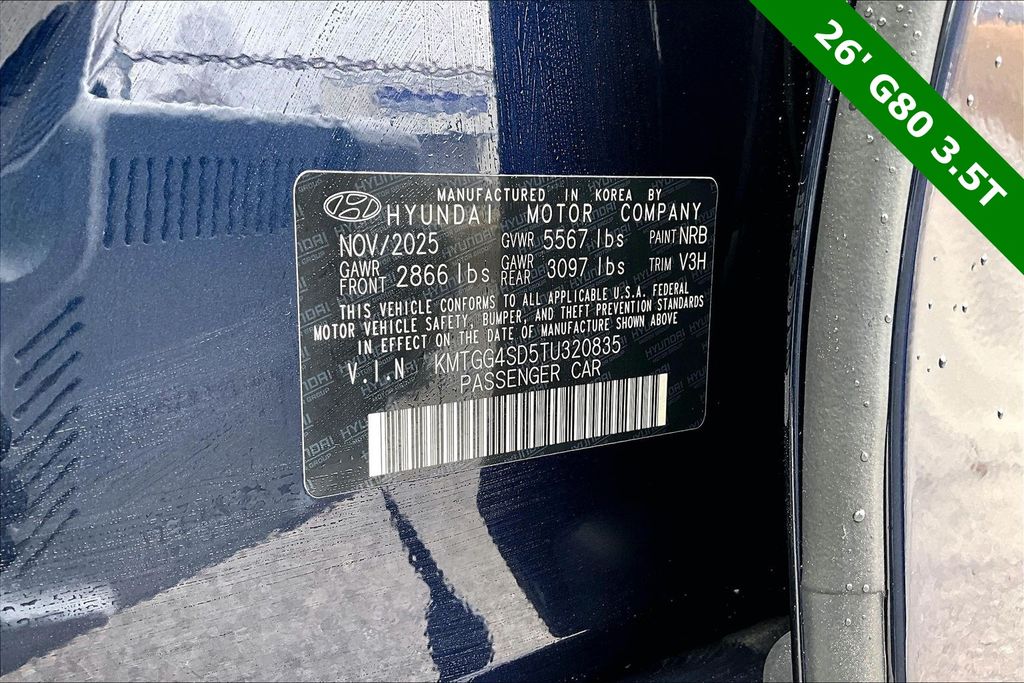 26' G80 3.5T
MANUFACTURED IN KOREA BY
HYUNDAI MOTOR COMPANY
NOV/2025 GVWR 5567 lbs PAINT NRB
GAWR FRONT 2866 lbs GAWR REAR 3097 lbs TRIM V3H
THIS VEHICLE CONFORMS TO ALL APPLICABLE U.S.A. FEDERAL
MOTOR VEHICLE SAFETY, BUMPER, AND THEFT PREVENTION STANDARDS
IN EFFECT ON THE DATE OF MANUFACTURE SHOWN ABOVE
V.I.N KMTGG4SD5TU320835
PASSENGER CAR